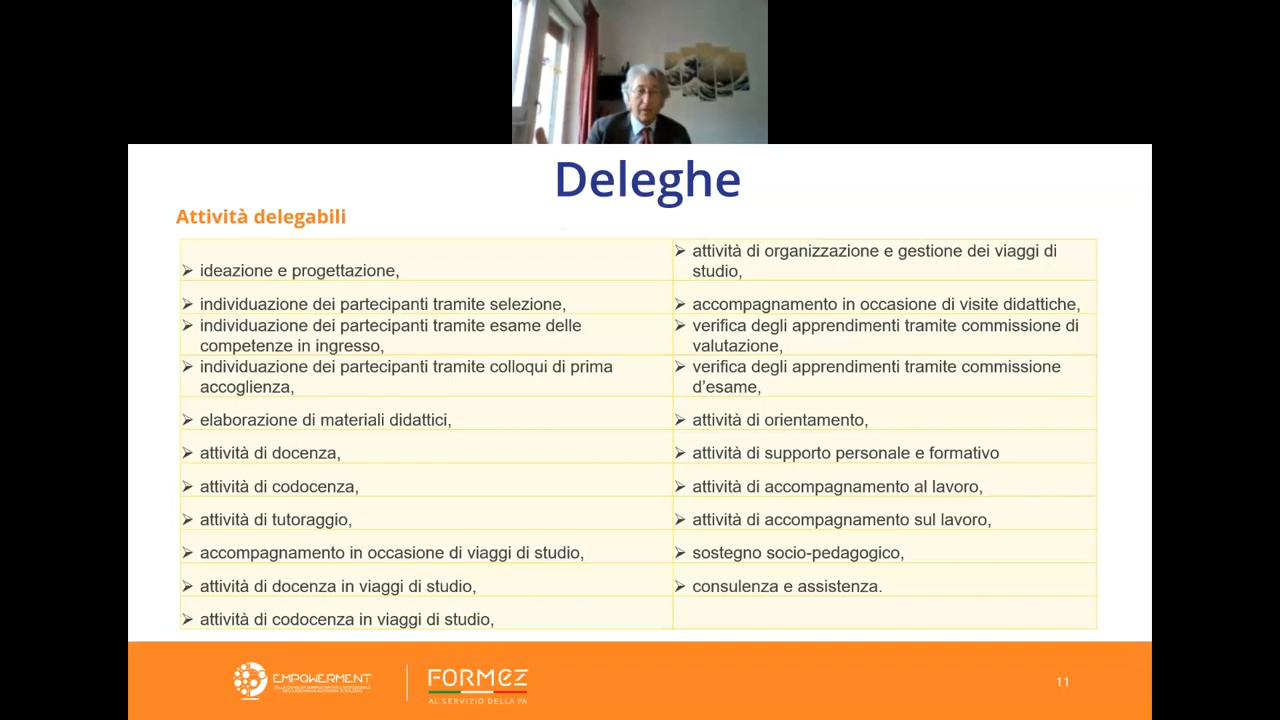 Deleghe
Attività delegabili
➢ ideazione e progettazione,
➢ individuazione dei partecipanti tramite selezione,
➢ individuazione dei partecipanti tramite esame delle
competenze in ingresso,
➢ individuazione dei partecipanti tramite colloqui di prima
accoglienza,
➢ elaborazione di materiali didattici,
➢ attività di docenza,
➢ attività di codocenza,
➢ attività di tutoraggio,
➢ accompagnamento in occasione di viaggi di studio,
➢ attività di docenza in viaggi di studio,
➢ attività di codocenza in viaggi di studio,
➢ attività di organizzazione e gestione dei viaggi di
studio,
➢ accompagnamento in occasione di visite didattiche,
➢ verifica degli apprendimenti tramite commissione di
valutazione,
➢ verifica degli apprendimenti tramite commissione
d’esame,
➢ attività di orientamento,
➢ attività di supporto personale e formativo
➢ attività di accompagnamento al lavoro,
➢ attività di accompagnamento sul lavoro,
➢ sostegno socio-pedagogico,
➢ consulenza e assistenza.
EMPOWERMENT
FORMEZ
AL SERVIZIO DELLA PA
11